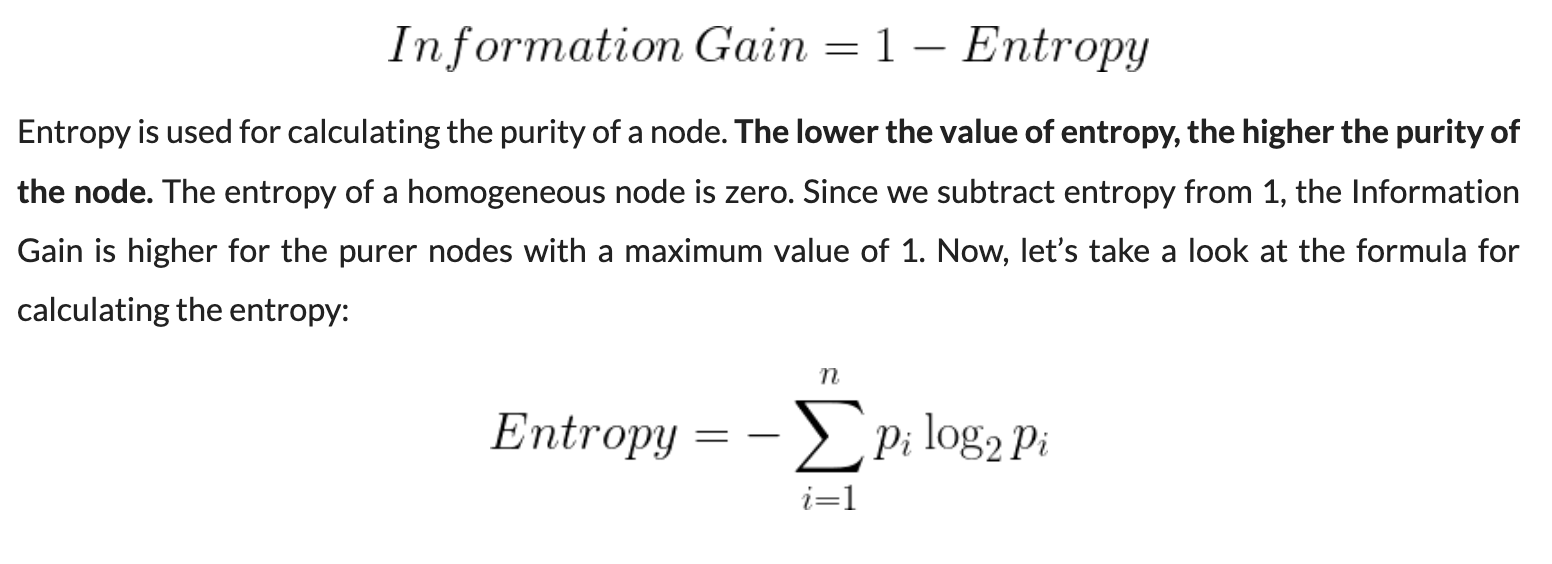 Information Gain = 1 − Entropy
Entropy is used for calculating the purity of a node. The lower the value of entropy, the higher the purity of
the node. The entropy of a homogeneous node is zero. Since we subtract entropy from 1, the Information
Gain is higher for the purer nodes with a maximum value of 1. Now, let’s take a look at the formula for
calculating the entropy:
Entropy = − ∑_{i=1}^{n} p_i log_2 p_i